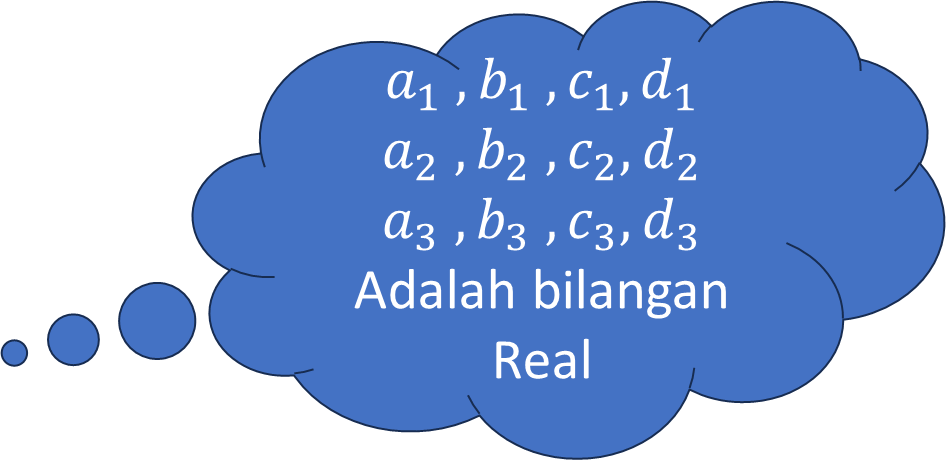 a₁ , b₁ , c₁, d₁
a₂ , b₂ , c₂, d₂
a₃ , b₃ , c₃, d₃
Adalah bilangan
Real